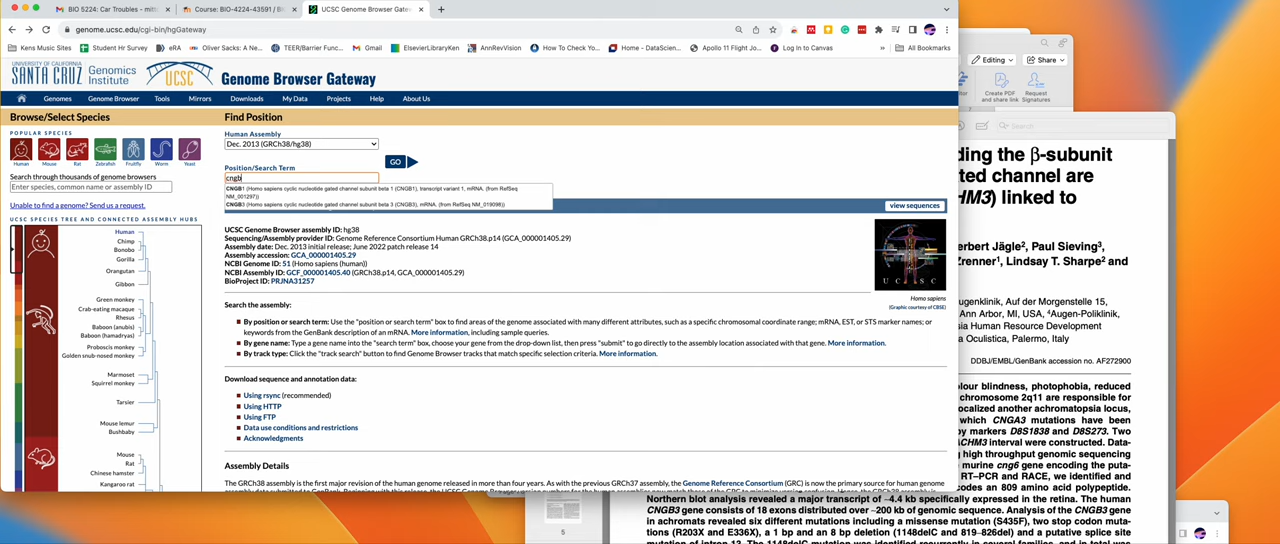 BIO 5224: Car Troubles - mitts
Course: BIO-4224-43591 / BI
UCSC Genome Browser Gatew
genome.ucsc.edu/cgi-bin/hgGateway
Kens Music Sites
Student Hr Survey
eRA
Oliver Sacks: A Ne...
TEER/Barrier Func...
Gmail
ElsevierLibraryKen
AnnRevVision
How To Check Yo...
Home - DataScien...
Apollo 11 Flight Jo...
Log In to Canvas
»
All Bookmarks
UNIVERSITY OF CALIFORNIA
SANTA CRUZ
Genomics
Institute
UCSC
Genome Browser Gateway
Genomes
Genome Browser
Tools
Mirrors
Downloads
My Data
Projects
Help
About Us
Browse/Select Species
POPULAR SPECIES
Human
Mouse
Rat
Zebrafish
Fruitfly
Worm
Yeast
Search through thousands of genome browsers
Enter species, common name or assembly ID
Unable to find a genome? Send us a request.
UCSC SPECIES TREE AND CONNECTED ASSEMBLY HUBS
Human
Chimp
Bonobo
Gorilla
Orangutan
Gibbon
Green monkey
Crab-eating macaque
Rhesus
Baboon (anubis)
Baboon (hamadryas)
Proboscis monkey
Golden snub-nosed monkey
Marmoset
Squirrel monkey
Tarsier
Mouse lemur
Bushbaby
Mouse
Rat
Chinese hamster
Kangaroo rat
Find Position
Human Assembly
Dec. 2013 (GRCh38/hg38)
Position/Search Term
GO
cngb
CNGB1 (Homo sapiens cyclic nucleotide gated channel subunit beta 1 (CNGB1), transcript variant 1, mRNA. (from RefSeq
NM_001297))
CNGB3 (Homo sapiens cyclic nucleotide gated channel subunit beta 3 (CNGB3), mRNA. (from RefSeq NM_019098))
view sequences
UCSC Genome Browser assembly ID: hg38
Sequencing/Assembly provider ID: Genome Reference Consortium Human GRCh38.p14 (GCA_000001405.29)
Assembly date: Dec. 2013 initial release; June 2022 patch release 14
Assembly accession: GCA_000001405.29
NCBI Genome ID: 51 (Homo sapiens (human))
NCBI Assembly ID: GCF_000001405.40 (GRCh38.p14, GCA_000001405.29)
BioProject ID: PRJNA31257
UCSC
Homo sapiens
(Graphic courtesy of CBSE)
Search the assembly:
By position or search term: Use the "position or search term" box to find areas of the genome associated with many different attributes, such as a specific chromosomal coordinate range; mRNA, EST, or STS marker names; or
keywords from the GenBank description of an mRNA. More information, including sample queries.
By gene name: Type a gene name into the "search term" box, choose your gene from the drop-down list, then press "submit" to go directly to the assembly location associated with that gene. More information.
By track type: Click the "track search" button to find Genome Browser tracks that match specific selection criteria. More information.
Download sequence and annotation data:
Using rsync (recommended)
Using HTTP
Using FTP
Data use conditions and restrictions
Acknowledgments
Assembly Details
The GRCh38 assembly is the first major revision of the human genome released in more than four years. As with the previous GRCh37 assembly, the Genome Reference Consortium (GRC) is now the primary source for human genome
Editing
Share
Create PDF
and share link
Request
Signatures
Search
ding the β-subunit
ted channel are
HM3) linked to
erbert Jägle², Paul Sieving³,
Zrenner¹, Lindsay T. Sharpe² and
ugenklinik, Auf der Morgenstelle 15,
Ann Arbor, MI, USA, ⁴Augen-Poliklinik,
sia Human Resource Development
a Oculistica, Palermo, Italy
DDBJ/EMBL/GenBank accession no. AF272900
olour blindness, photophobia, reduced
chromosome 2q11 are responsible for
ocalized another achromatopsia locus,
which CNGA3 mutations have been
by markers D8S1838 and D8S273. Two
ACHM3 interval were constructed. Data-
g high throughput genomic sequencing
murine cng6 gene encoding the puta-
RT–PCR and RACE, we identified and
codes an 809 amino acid polypeptide.
Northern blot analysis revealed a major transcript of ~4.4 kb specifically expressed in the retina. The human
CNGB3 gene consists of 18 exons distributed over ~200 kb of genomic sequence. Analysis of the CNGB3 gene
in achromats revealed six different mutations including a missense mutation (S435F), two stop codon muta-
tions (R203X and E336X), a 1 bp and an 8 bp deletion (1148delC and 819–826del) and a putative splice site
5